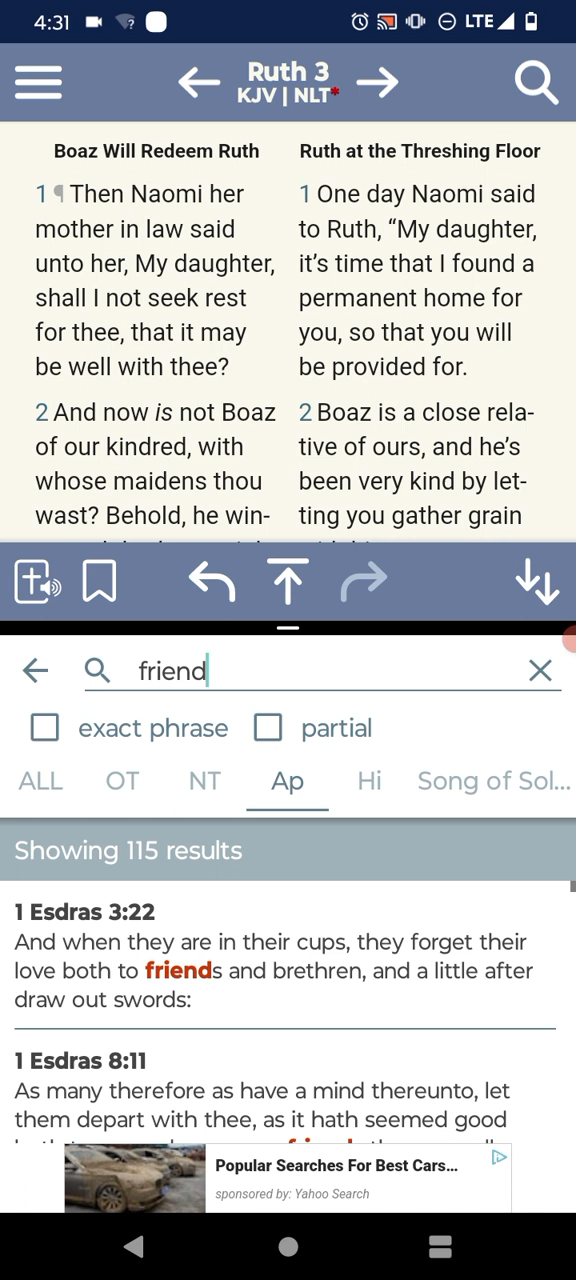 4:31
LTE
Ruth 3
KJV | NLT*
Boaz Will Redeem Ruth
1 ¶ Then Naomi her
mother in law said
unto her, My daughter,
shall I not seek rest
for thee, that it may
be well with thee?
2 And now is not Boaz
of our kindred, with
whose maidens thou
wast? Behold, he win-
Ruth at the Threshing Floor
1 One day Naomi said
to Ruth, “My daughter,
it’s time that I found a
permanent home for
you, so that you will
be provided for.
2 Boaz is a close rela-
tive of ours, and he’s
been very kind by let-
ting you gather grain
friend
exact phrase partial
ALL OT NT Ap Hi Song of Sol...
Showing 115 results
1 Esdras 3:22
And when they are in their cups, they forget their
love both to friends and brethren, and a little after
draw out swords:
1 Esdras 8:11
As many therefore as have a mind thereunto, let
them depart with thee, as it hath seemed good
Popular Searches For Best Cars...
sponsored by: Yahoo Search